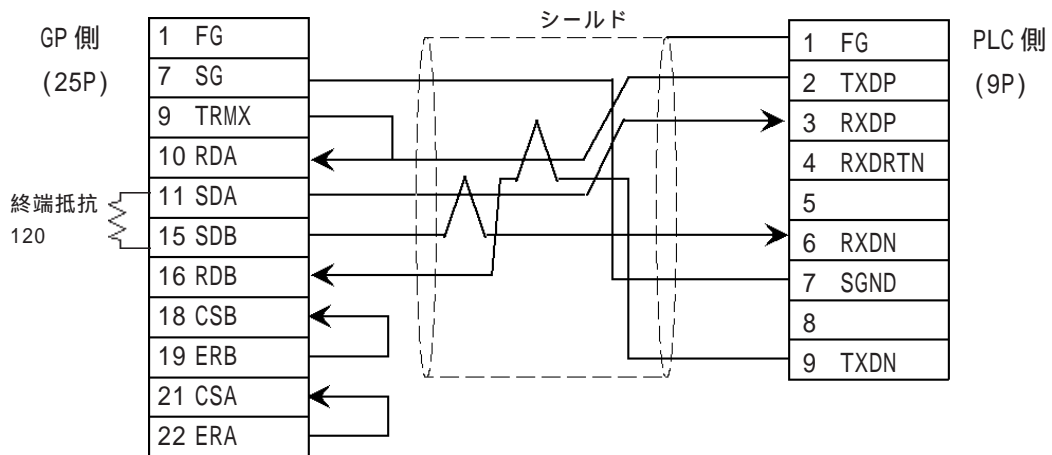 シールド
GP 側
(25P)
1 FG
7 SG
9 TRMX
10 RDA
11 SDA
15 SDB
16 RDB
18 CSB
19 ERB
21 CSA
22 ERA
終端抵抗
120
PLC 側
(9P)
1 FG
2 TXDP
3 RXDP
4 RXDRTN
5
6 RXDN
7 SGND
8
9 TXDN